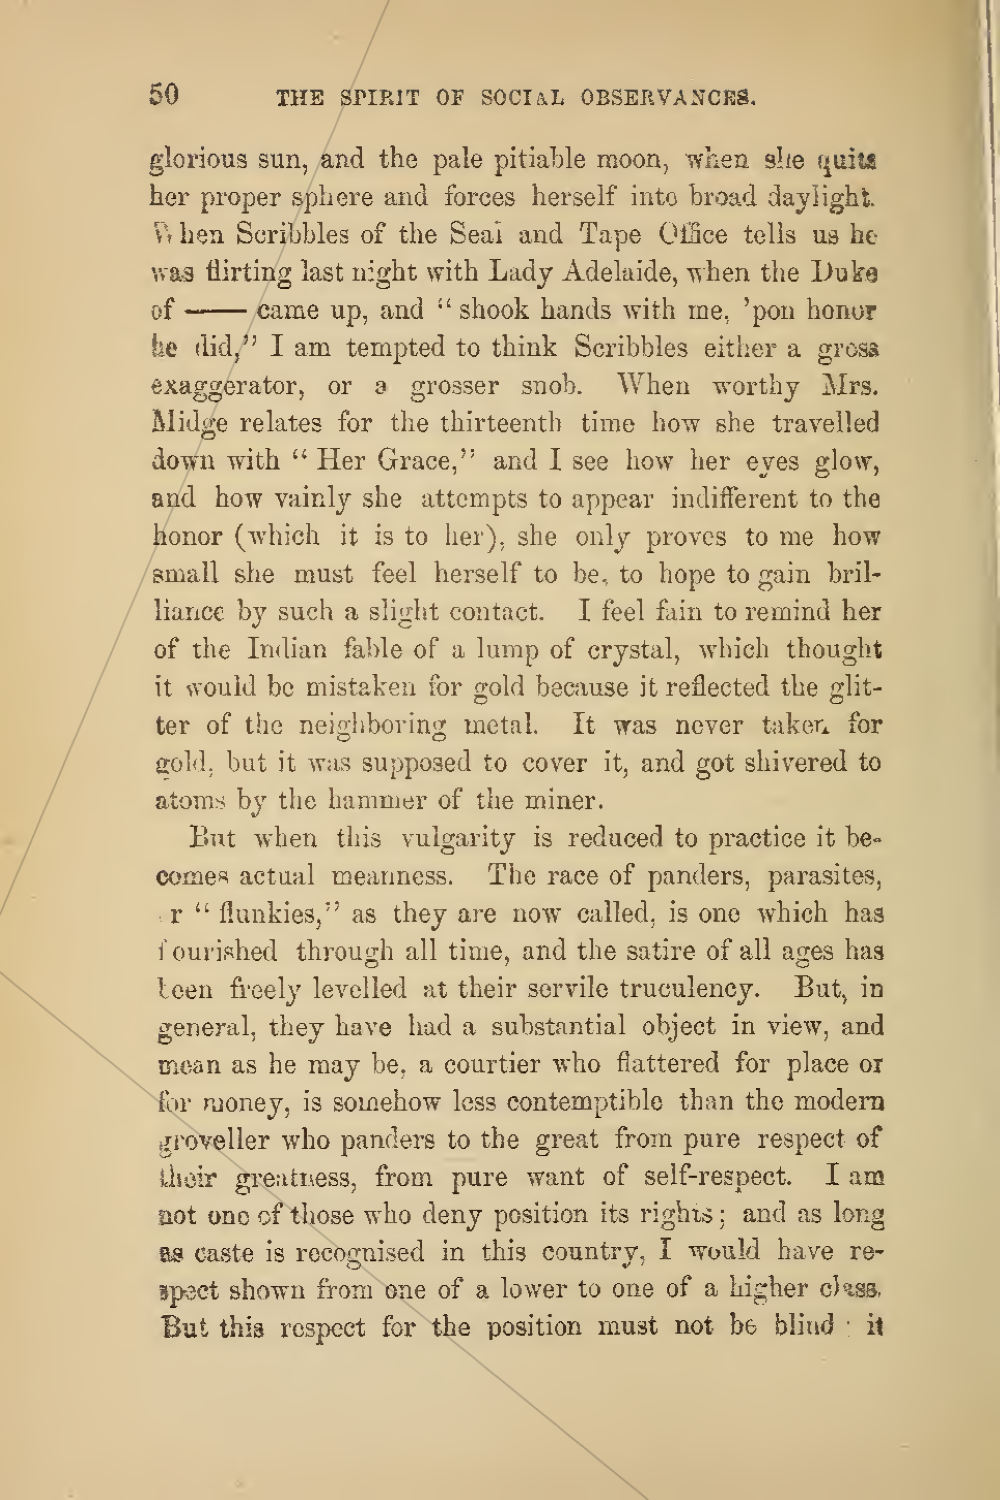 50 THE SPIRIT OF SOCIAL OBSERVANCES.
glorious sun, and the pale pitiable moon, when she quits
her proper sphere and forces herself into broad daylight.
When Scribbles of the Seal and Tape Office tells us he
was flirting last night with Lady Adelaide, when the Duke
of —— came up, and “ shook hands with me, ’pon honor
he did,” I am tempted to think Scribbles either a gross
exaggerator, or a grosser snob. When worthy Mrs.
Midge relates for the thirteenth time how she travelled
down with “ Her Grace,” and I see how her eyes glow,
and how vainly she attempts to appear indifferent to the
honor (which it is to her), she only proves to me how
small she must feel herself to be, to hope to gain bril-
liance by such a slight contact. I feel fain to remind her
of the Indian fable of a lump of crystal, which thought
it would be mistaken for gold because it reflected the glit-
ter of the neighboring metal. It was never taken for
gold, but it was supposed to cover it, and got shivered to
atoms by the hammer of the miner.
But when this vulgarity is reduced to practice it be-
comes actual meanness. The race of panders, parasites,
r “ flunkies,” as they are now called, is one which has
flourished through all time, and the satire of all ages has
been freely levelled at their servile truculency. But, in
general, they have had a substantial object in view, and
mean as he may be, a courtier who flattered for place or
for money, is somehow less contemptible than the modern
groveller who panders to the great from pure respect of
their greatness, from pure want of self-respect. I am
not one of those who deny position its rights; and as long
as caste is recognised in this country, I would have re-
spect shown from one of a lower to one of a higher class.
But this respect for the position must not be blind : it